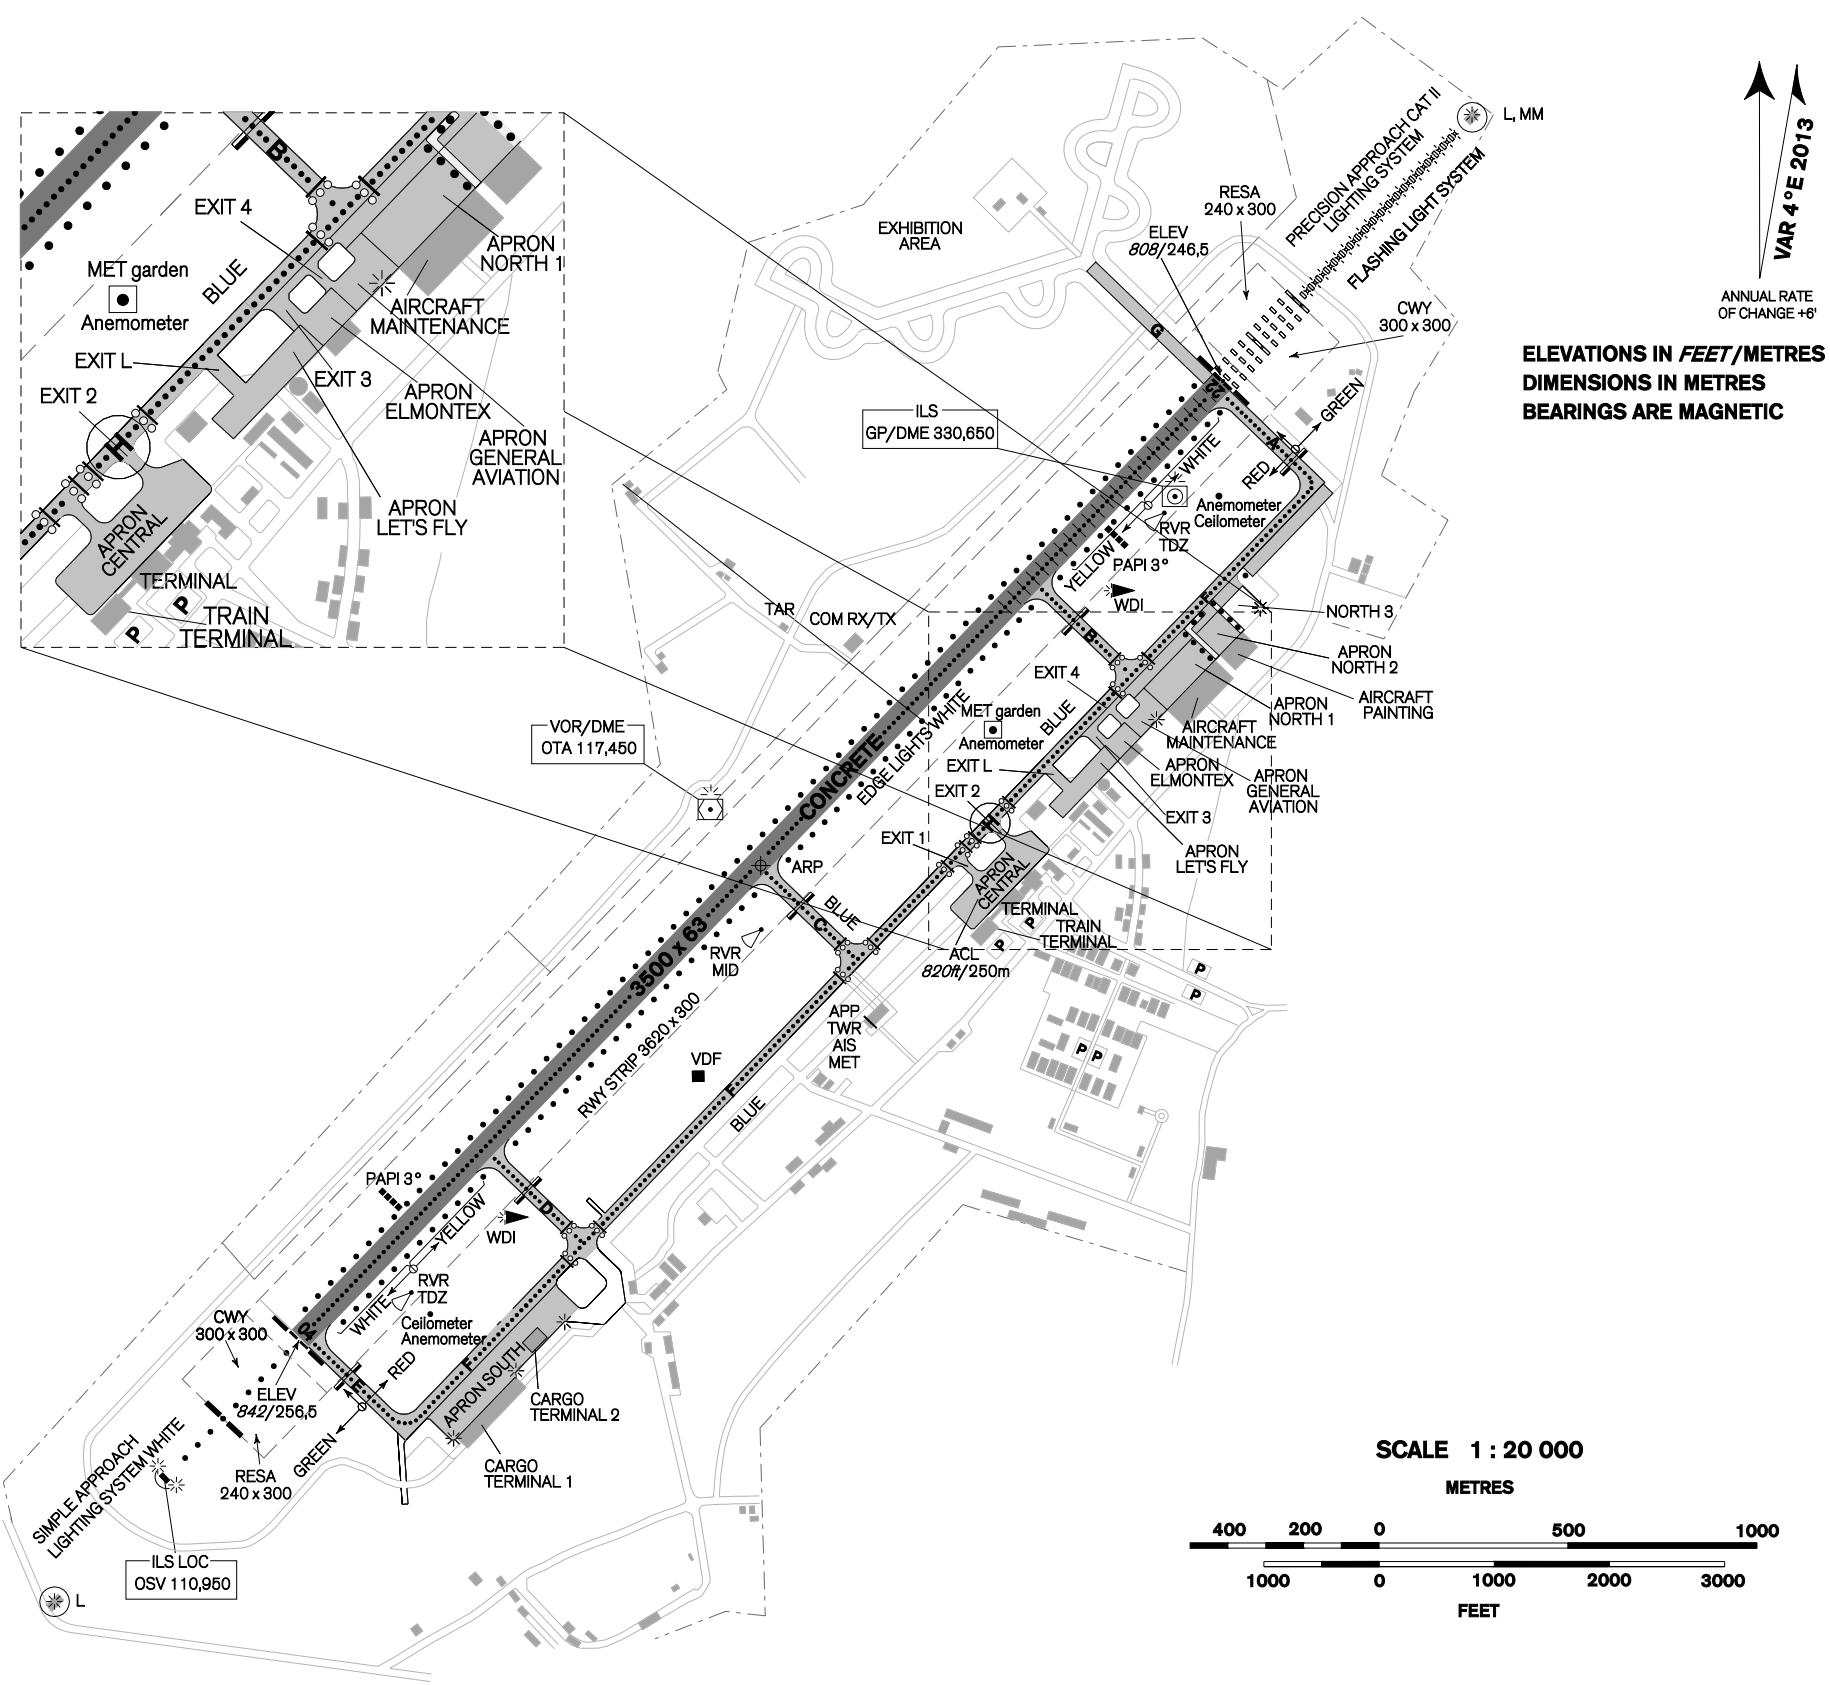 L, MM
VAR 4°E 2013
ANNUAL RATE
OF CHANGE +6'
ELEVATIONS IN FEET/METRES
DIMENSIONS IN METRES
BEARINGS ARE MAGNETIC
PRECISION APPROACH CAT II
LIGHTING SYSTEM
FLASHING LIGHT SYSTEM
RESA
240 x 300
ELEV
808/246,5
CWY
300 x 300
EXHIBITION
AREA
G
22
A
GREEN
RED
WHITE
YELLOW
ILS
GP/DME 330,650
Anemometer
Ceilometer
RVR
TDZ
PAPI 3°
WDI
B
EXIT 4
MET garden
Anemometer
BLUE
APRON
NORTH 1
AIRCRAFT
MAINTENANCE
EXIT L
EXIT 3
EXIT 2
H
APRON
ELMONTEX
APRON
GENERAL
AVIATION
APRON
LET'S FLY
APRON
CENTRAL
TERMINAL
P
TRAIN
TERMINAL
P
TAR
COM RX/TX
F
NORTH 3
APRON
NORTH 2
AIRCRAFT
PAINTING
B
EXIT 4
MET garden
Anemometer
BLUE
APRON
NORTH 1
AIRCRAFT
MAINTENANCE
APRON
ELMONTEX
APRON
GENERAL
AVIATION
EXIT L
EXIT 2
EXIT 3
H
EXIT 1
APRON
LET'S FLY
APRON
CENTRAL
TERMINAL
P
TRAIN
TERMINAL
P
VOR/DME
OTA 117,450
CONCRETE
EDGE LIGHTS WHITE
ARP
BLUE
C
RVR
MID
ACL
820ft/250m
P
P
P P
3500 x 63
RWY STRIP 3620 x 300
VDF
APP
TWR
AIS
MET
F
BLUE
PAPI 3°
YELLOW
D
WDI
RVR
TDZ
WHITE
Ceilometer
Anemometer
04
CWY
300 x 300
RED
E
F
APRON SOUTH
ELEV
842/256,5
CARGO
TERMINAL 2
CARGO
TERMINAL 1
GREEN
RESA
240 x 300
SIMPLE APPROACH
LIGHTING SYSTEM WHITE
ILS LOC
OSV 110,950
L
SCALE 1 : 20 000
METRES
400 200 0 500 1000
1000 0 1000 2000 3000
FEET